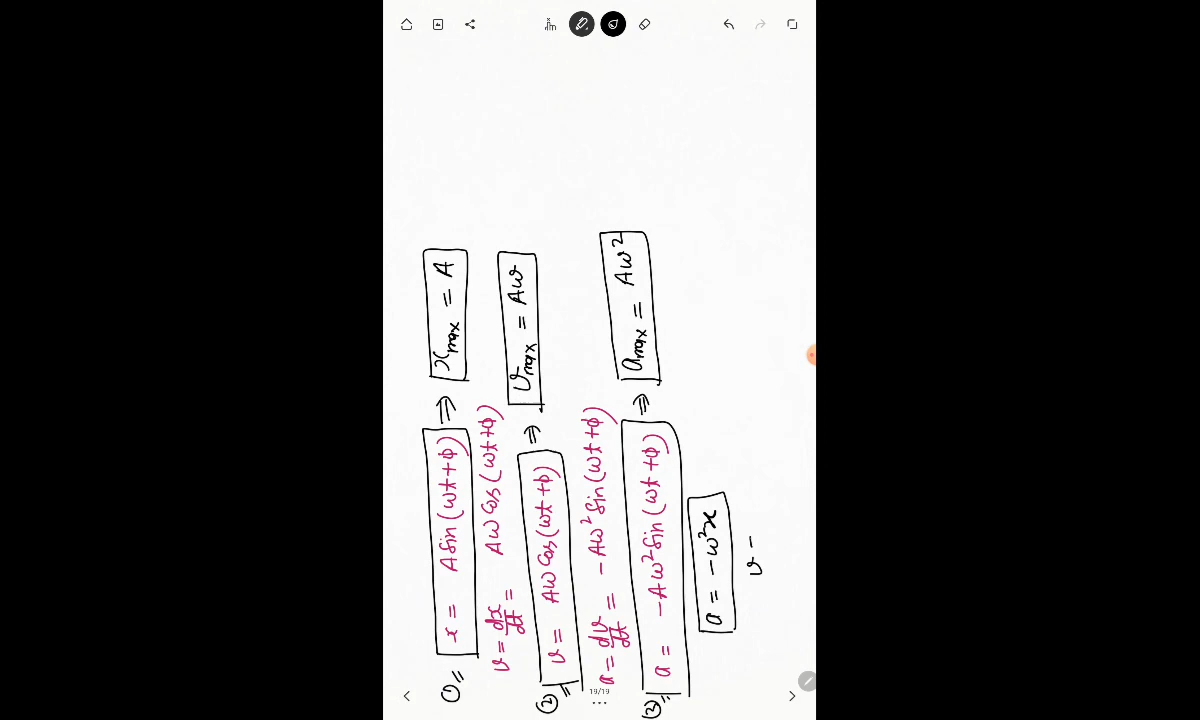 ① x = A sin(ωt+ϕ) ⇒ x_max = A
v = dx/dt = Aω cos(ωt+ϕ)
② v = Aω cos(ωt+ϕ) ⇒ v_max = Aω
a = dv/dt = -Aω² sin(ωt+ϕ)
③ a = -Aω² sin(ωt+ϕ) ⇒ a_max = Aω²
a = -ω²x
v -
19/19